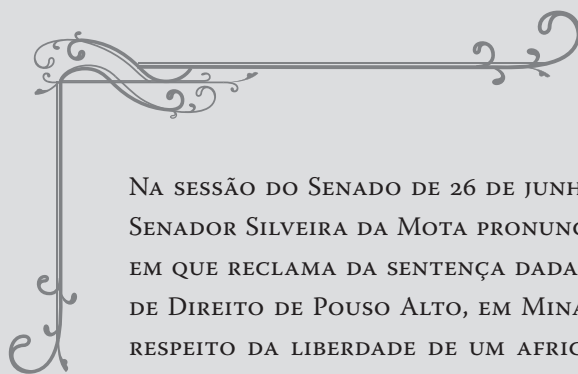 Na sessão do Senado de 26 de
Senador Silveira da Mota
em que reclama da sentença dada
de Direito de Pouso Alto, em
respeito da liberdade de um